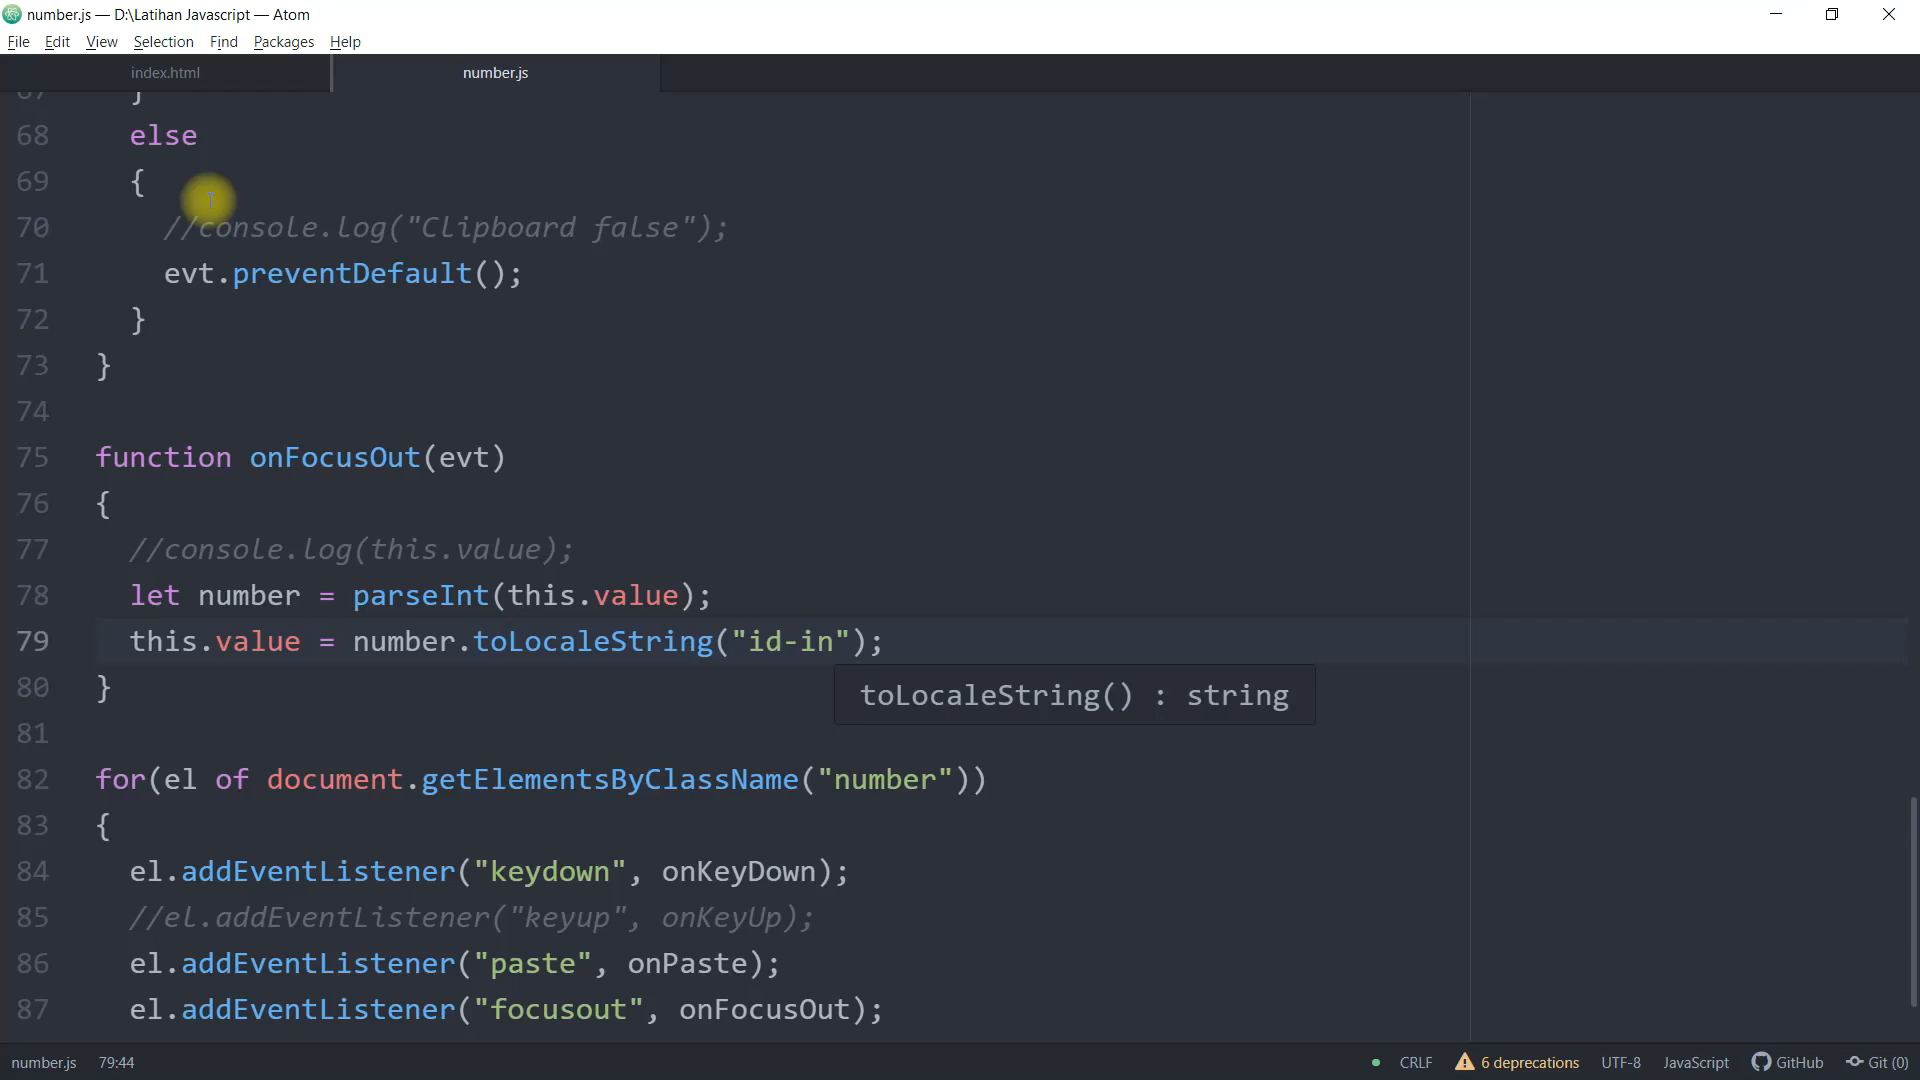 number.js — D:\Latihan Javascript — Atom
File Edit View Selection Find Packages Help
index.html number.js
67 }
68 else
69 {
70 //console.log("Clipboard false");
71 evt.preventDefault();
72 }
73 }
74
75 function onFocusOut(evt)
76 {
77 //console.log(this.value);
78 let number = parseInt(this.value);
79 this.value = number.toLocaleString("id-in");
80 }
toLocaleString() : string
81
82 for(el of document.getElementsByClassName("number"))
83 {
84 el.addEventListener("keydown", onKeyDown);
85 //el.addEventListener("keyup", onKeyUp);
86 el.addEventListener("paste", onPaste);
87 el.addEventListener("focusout", onFocusOut);
number.js 79:44 CRLF 6 deprecations UTF-8 JavaScript GitHub Git (0)